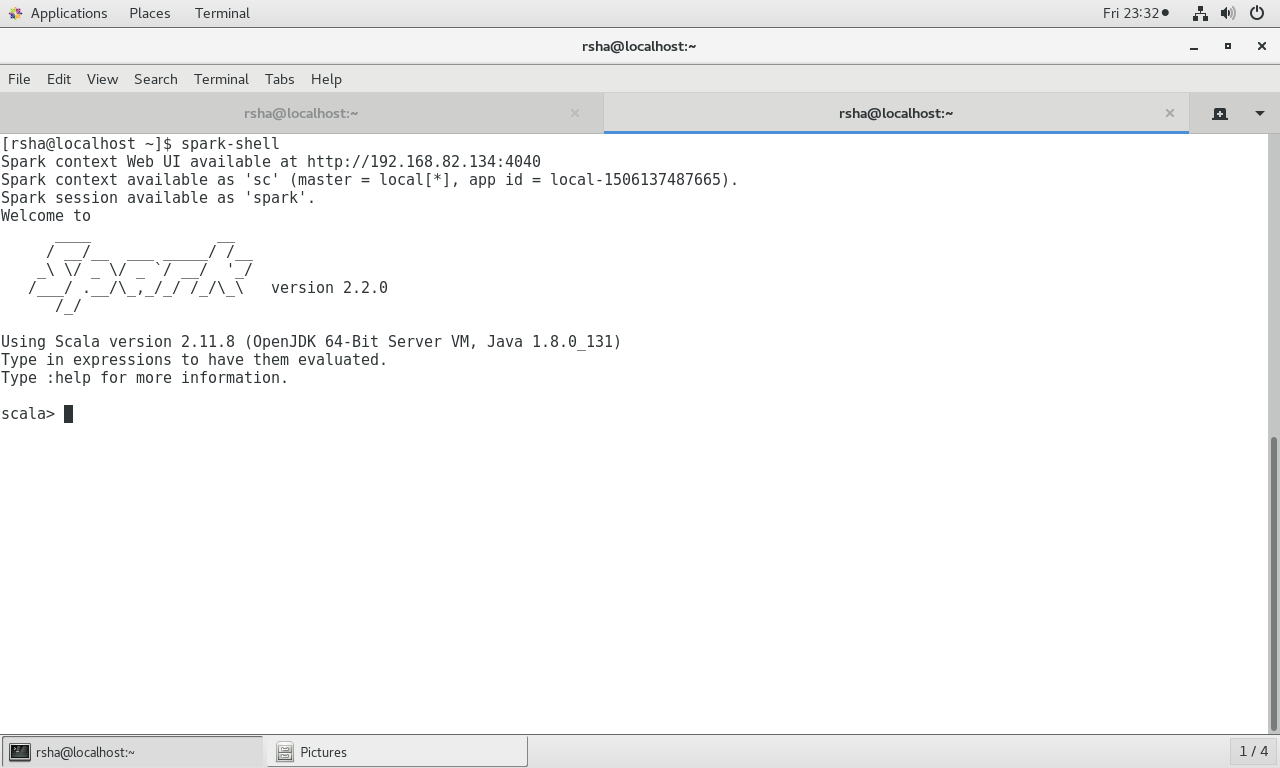 Applications Places Terminal Fri 23:32
rsha@localhost:~
File Edit View Search Terminal Tabs Help
rsha@localhost:~ rsha@localhost:~
[rsha@localhost ~]$ spark-shell
Spark context Web UI available at http://192.168.82.134:4040
Spark context available as 'sc' (master = local[*], app id = local-1506137487665).
Spark session available as 'spark'.
Welcome to
      ____              __
     / __/__  ___ _____/ /__
    _\ \/ _ \/ _ `/ __/  '_/
   /___/ .__/\_,_/_/ /_/\_\   version 2.2.0
      /_/
Using Scala version 2.11.8 (OpenJDK 64-Bit Server VM, Java 1.8.0_131)
Type in expressions to have them evaluated.
Type :help for more information.
scala>
rsha@localhost:~ Pictures 1 / 4